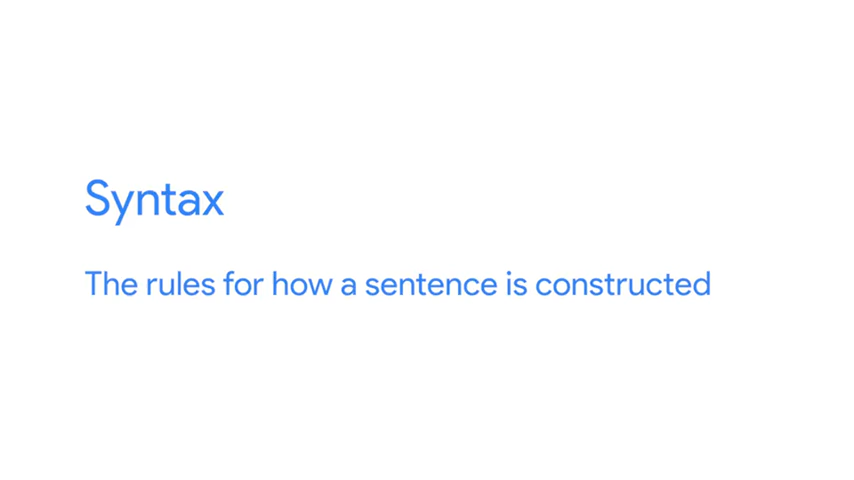 Syntax
The rules for how a sentence is constructed